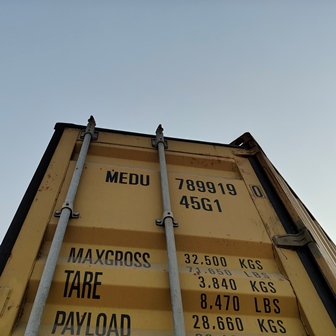 MEDU 789919 0
45G1
MAXGROSS 32.500 KGS
71.650 LBS
TARE 3.840 KGS
8,470 LBS
PAYLOAD 28.660 KGS